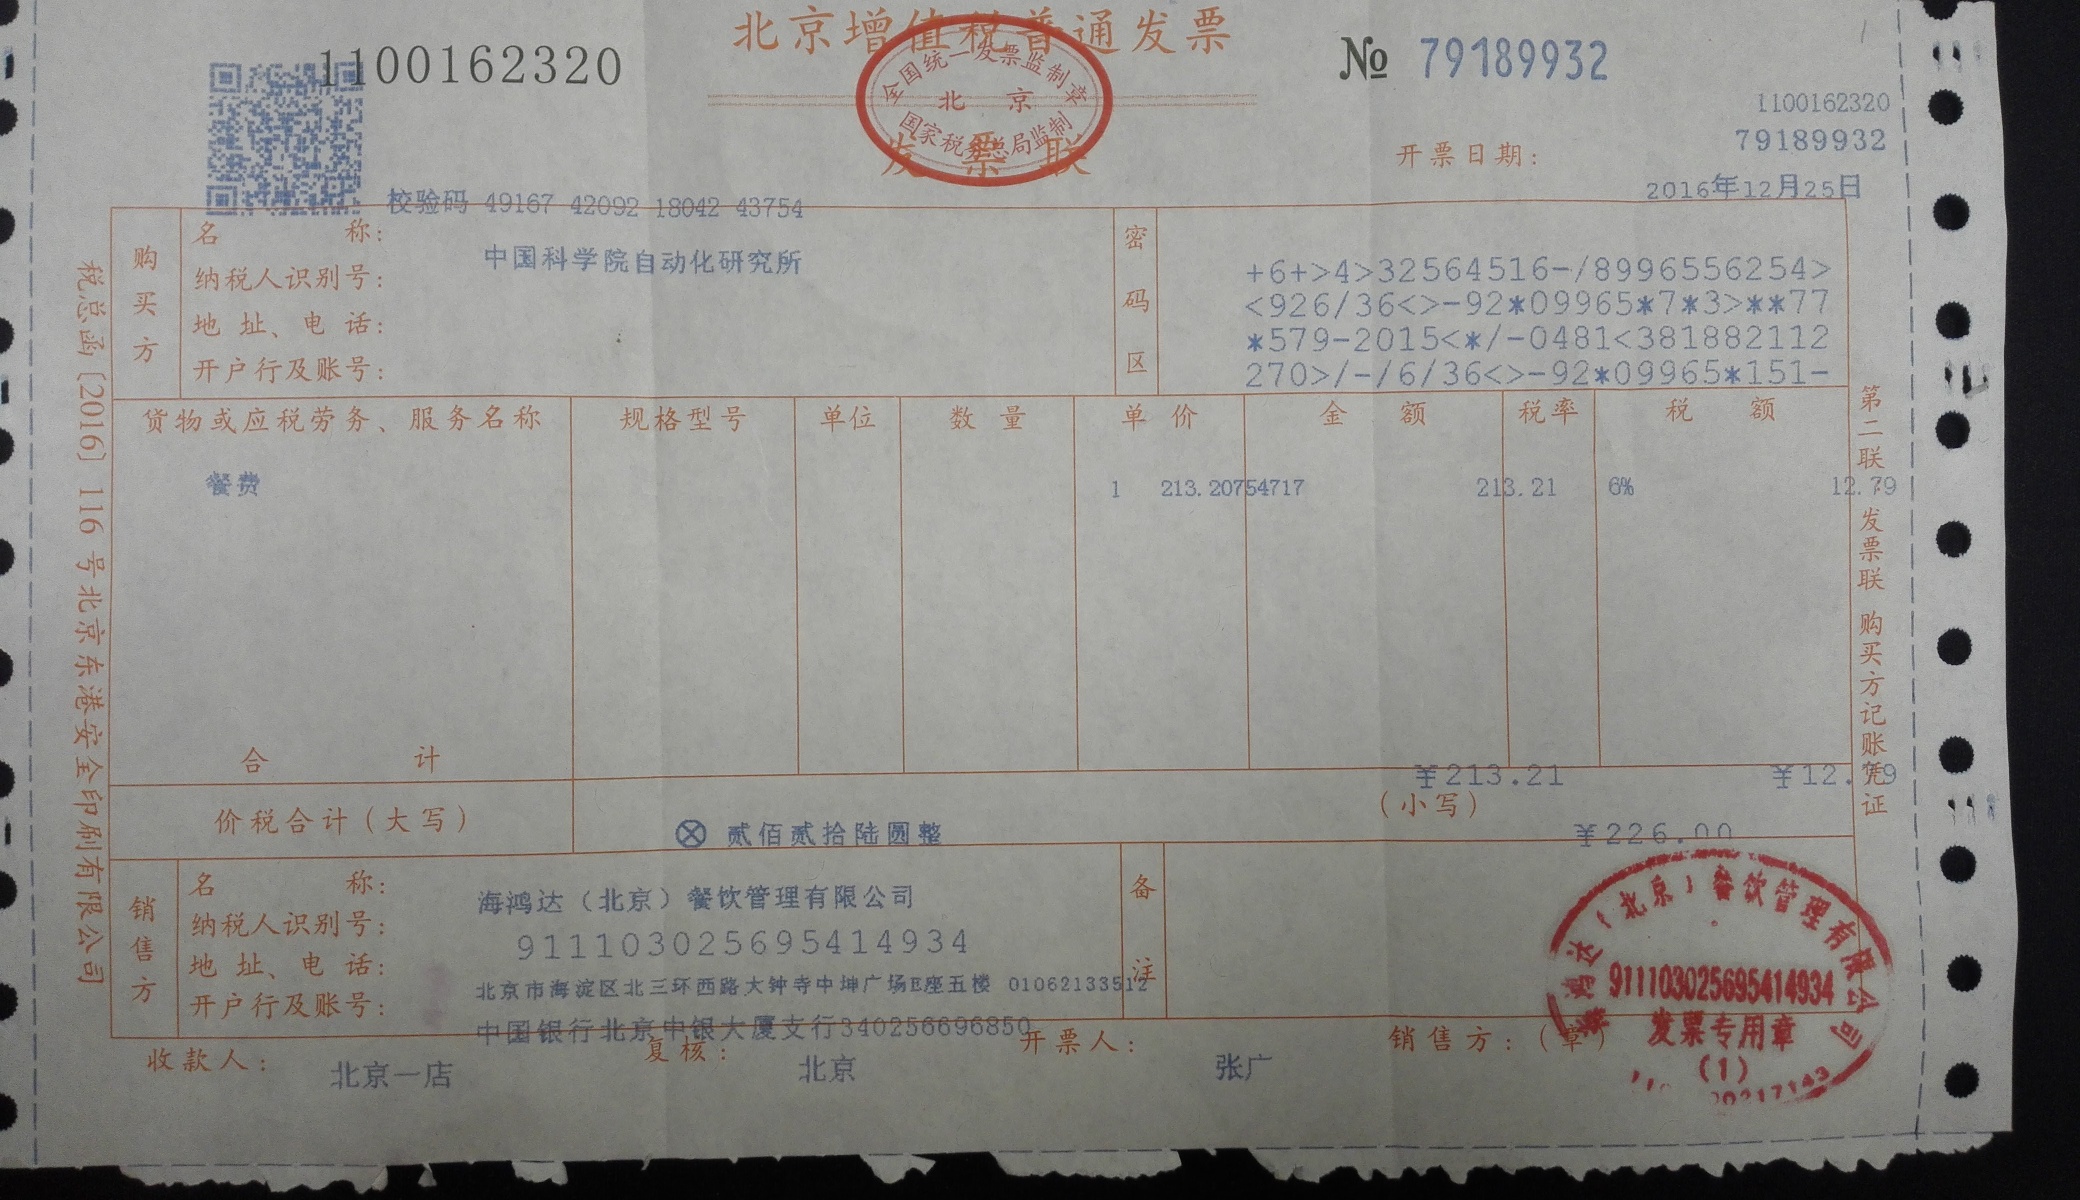 北京增值税普通发票
1100162320
№ 79189932
全国统一发票监制章
北京
国家税务总局监制
发票联
1100162320
79189932
开票日期:
2016年12月25日
校验码 49167 42092 18042 43754
购买方
名称:
中国科学院自动化研究所
纳税人识别号:
地址、电话:
开户行及账号:
密码区
+6+>4>32564516-/8996556254>
<926/36<>-92*09965*7*3>**77
*579-2015<*/-0481<381882112
270>/-/6/36<>-92*09965*151-
货物或应税劳务、服务名称 规格型号 单位 数量 单价 金额 税率 税额
餐费 1 213.20754717 213.21 6% 12.79
合计 ¥213.21 ¥12.79
价税合计(大写) ⊗ 贰佰贰拾陆圆整 (小写) ¥226.00
销售方
名称:
海鸿达（北京）餐饮管理有限公司
纳税人识别号:
911103025695414934
地址、电话:
北京市海淀区北三环西路大钟寺中坤广场E座五楼 01062133512
开户行及账号:
中国银行北京中银大厦支行340256696850
备注
收款人: 北京一店 复核: 北京 开票人: 张广 销售方:(章)
海鸿达(北京)餐饮管理有限公司
911103025695414934
发票专用章
(1)
税总函[2016]116号北京东港安全印刷有限公司
第二联 发票联 购买方记账凭证